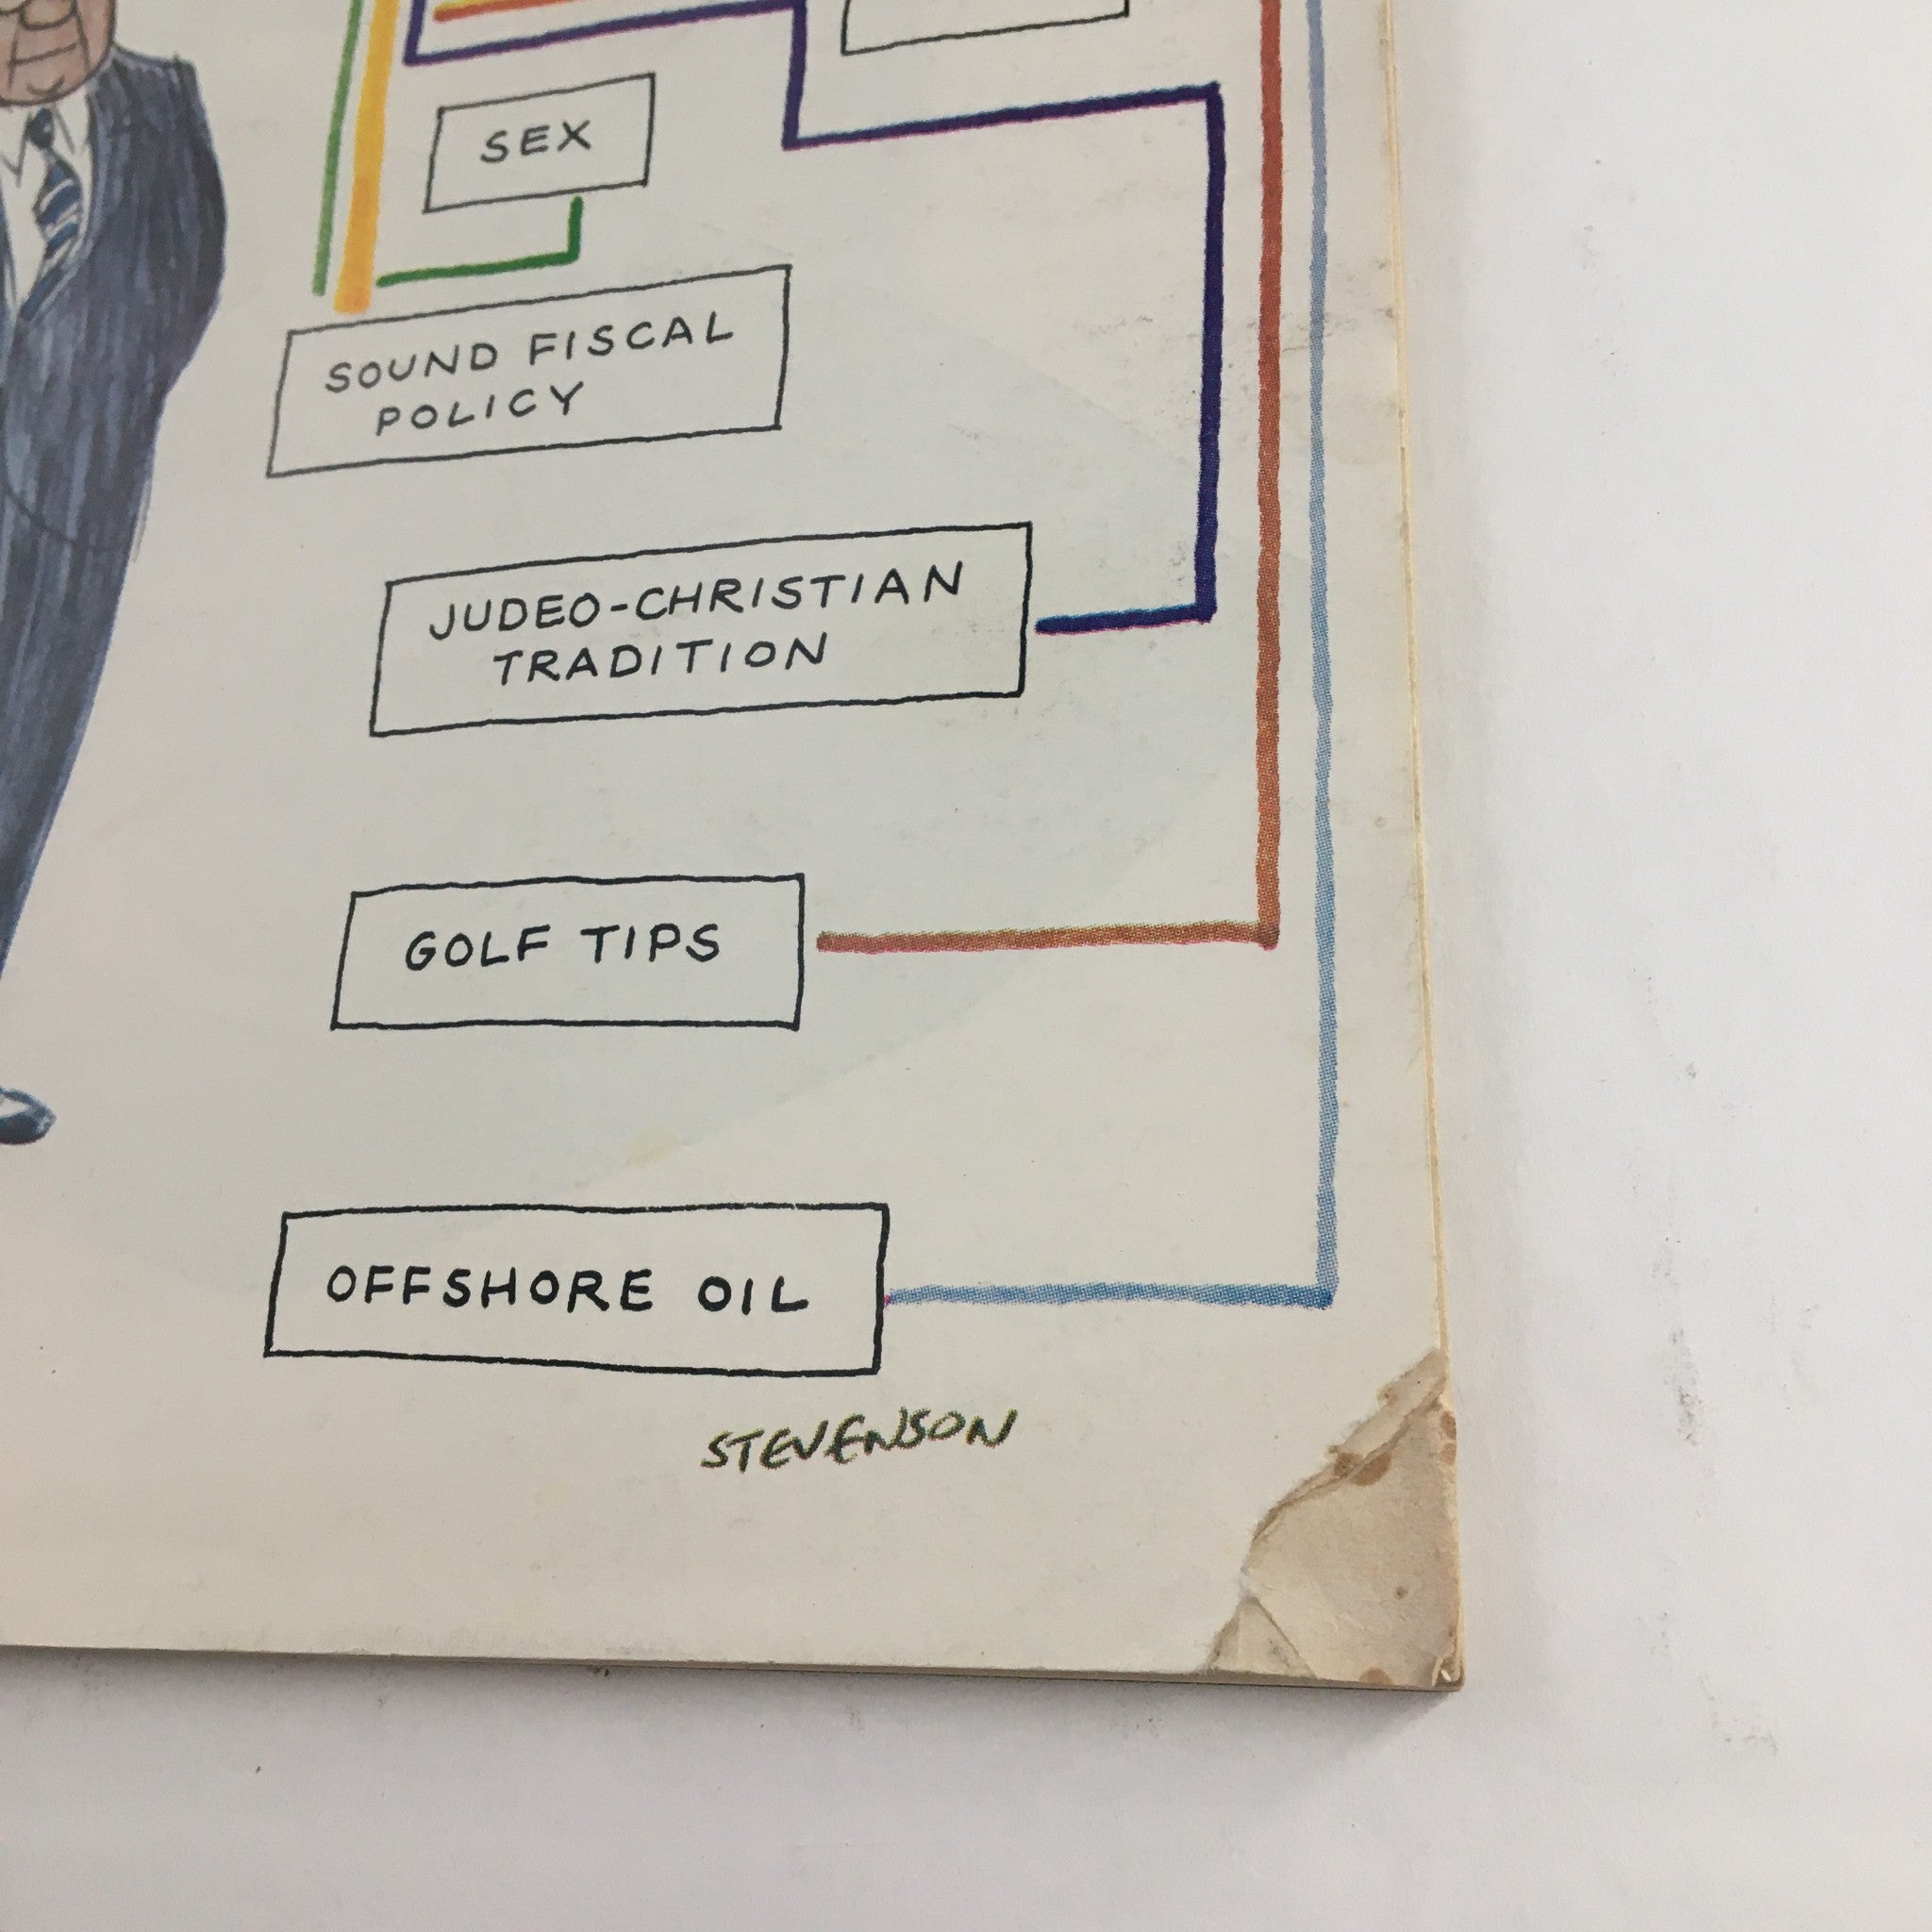 SEX
SOUND FISCAL
POLICY
JUDEO-CHRISTIAN
TRADITION
GOLF TIPS
OFFSHORE OIL
STEVENSON